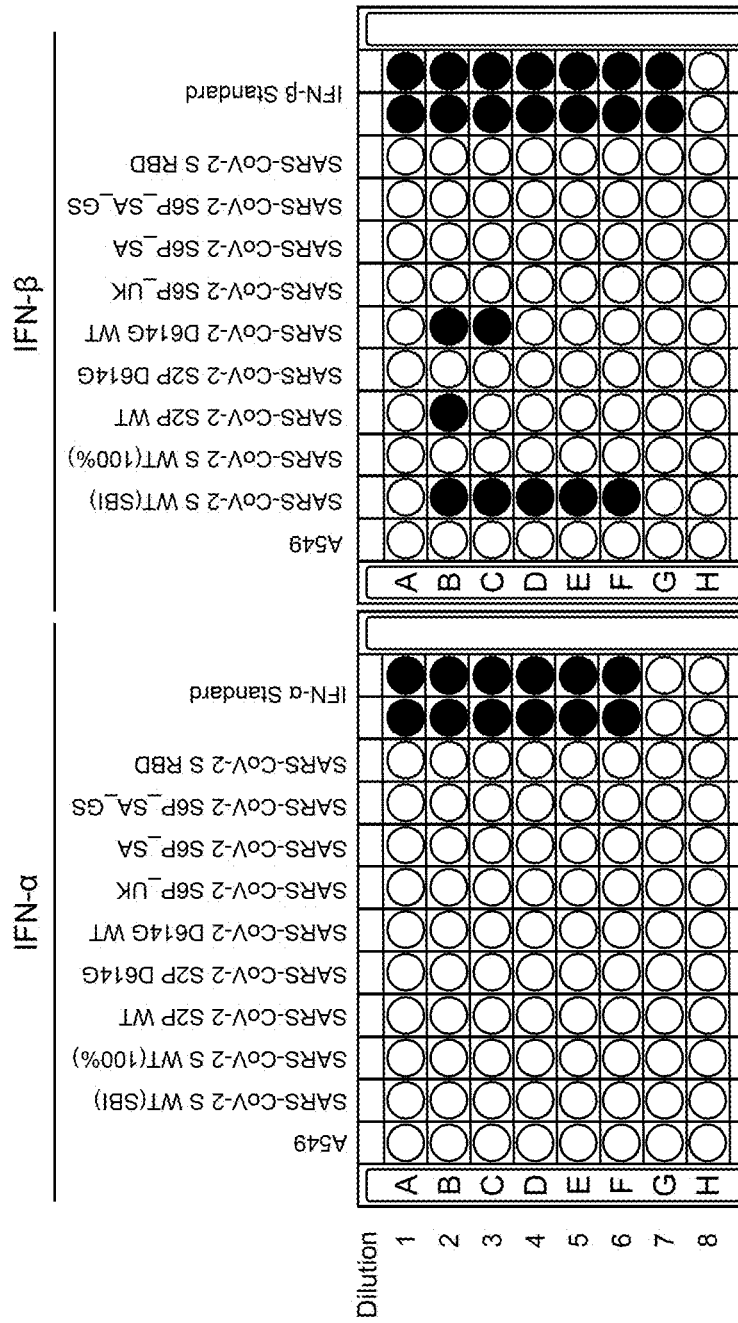 IFN-α
IFN-β
A549
SARS-CoV-2 S WT(SBI)
SARS-CoV-2 S WT(100%)
SARS-CoV-2 S2P WT
SARS-CoV-2 S2P D614G
SARS-CoV-2 D614G WT
SARS-CoV-2 S6P_UK
SARS-CoV-2 S6P_SA
SARS-CoV-2 S6P_SA_GS
SARS-CoV-2 S RBD
IFN-α Standard
A549
SARS-CoV-2 S WT(SBI)
SARS-CoV-2 S WT(100%)
SARS-CoV-2 S2P WT
SARS-CoV-2 S2P D614G
SARS-CoV-2 D614G WT
SARS-CoV-2 S6P_UK
SARS-CoV-2 S6P_SA
SARS-CoV-2 S6P_SA_GS
SARS-CoV-2 S RBD
IFN-β Standard
Dilution
1 A A
2 B B
3 C C
4 D D
5 E E
6 F F
7 G G
8 H H